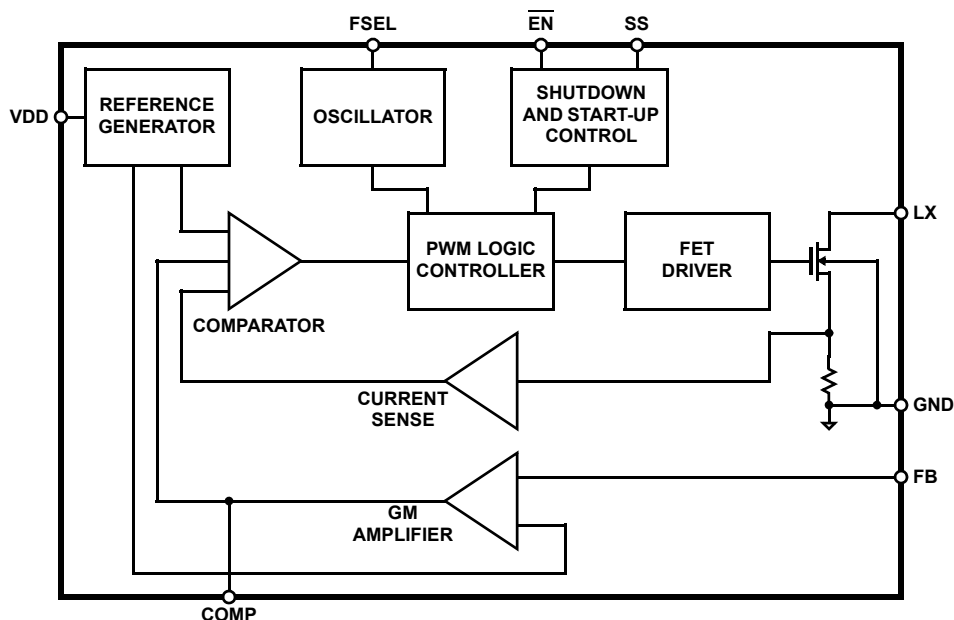 FSEL
EN
SS
VDD
REFERENCE
GENERATOR
OSCILLATOR
SHUTDOWN
AND START-UP
CONTROL
LX
PWM LOGIC
CONTROLLER
FET
DRIVER
COMPARATOR
CURRENT
SENSE
GND
FB
GM
AMPLIFIER
COMP